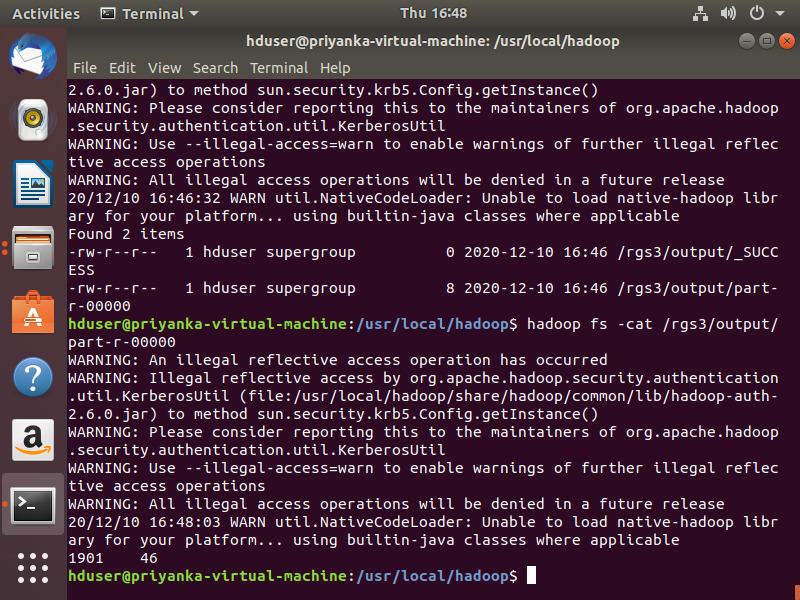 Activities Terminal Thu 16:48
hduser@priyanka-virtual-machine: /usr/local/hadoop
File Edit View Search Terminal Help
2.6.0.jar) to method sun.security.krb5.Config.getInstance()
WARNING: Please consider reporting this to the maintainers of org.apache.hadoop
.security.authentication.util.KerberosUtil
WARNING: Use --illegal-access=warn to enable warnings of further illegal reflec
tive access operations
WARNING: All illegal access operations will be denied in a future release
20/12/10 16:46:32 WARN util.NativeCodeLoader: Unable to load native-hadoop libr
ary for your platform... using builtin-java classes where applicable
Found 2 items
-rw-r--r--   1 hduser supergroup          0 2020-12-10 16:46 /rgs3/output/_SUCC
ESS
-rw-r--r--   1 hduser supergroup          8 2020-12-10 16:46 /rgs3/output/part-
r-00000
hduser@priyanka-virtual-machine:/usr/local/hadoop$ hadoop fs -cat /rgs3/output/
part-r-00000
WARNING: An illegal reflective access operation has occurred
WARNING: Illegal reflective access by org.apache.hadoop.security.authentication
.util.KerberosUtil (file:/usr/local/hadoop/share/hadoop/common/lib/hadoop-auth-
2.6.0.jar) to method sun.security.krb5.Config.getInstance()
WARNING: Please consider reporting this to the maintainers of org.apache.hadoop
.security.authentication.util.KerberosUtil
WARNING: Use --illegal-access=warn to enable warnings of further illegal reflec
tive access operations
WARNING: All illegal access operations will be denied in a future release
20/12/10 16:48:03 WARN util.NativeCodeLoader: Unable to load native-hadoop libr
ary for your platform... using builtin-java classes where applicable
1901    46
hduser@priyanka-virtual-machine:/usr/local/hadoop$